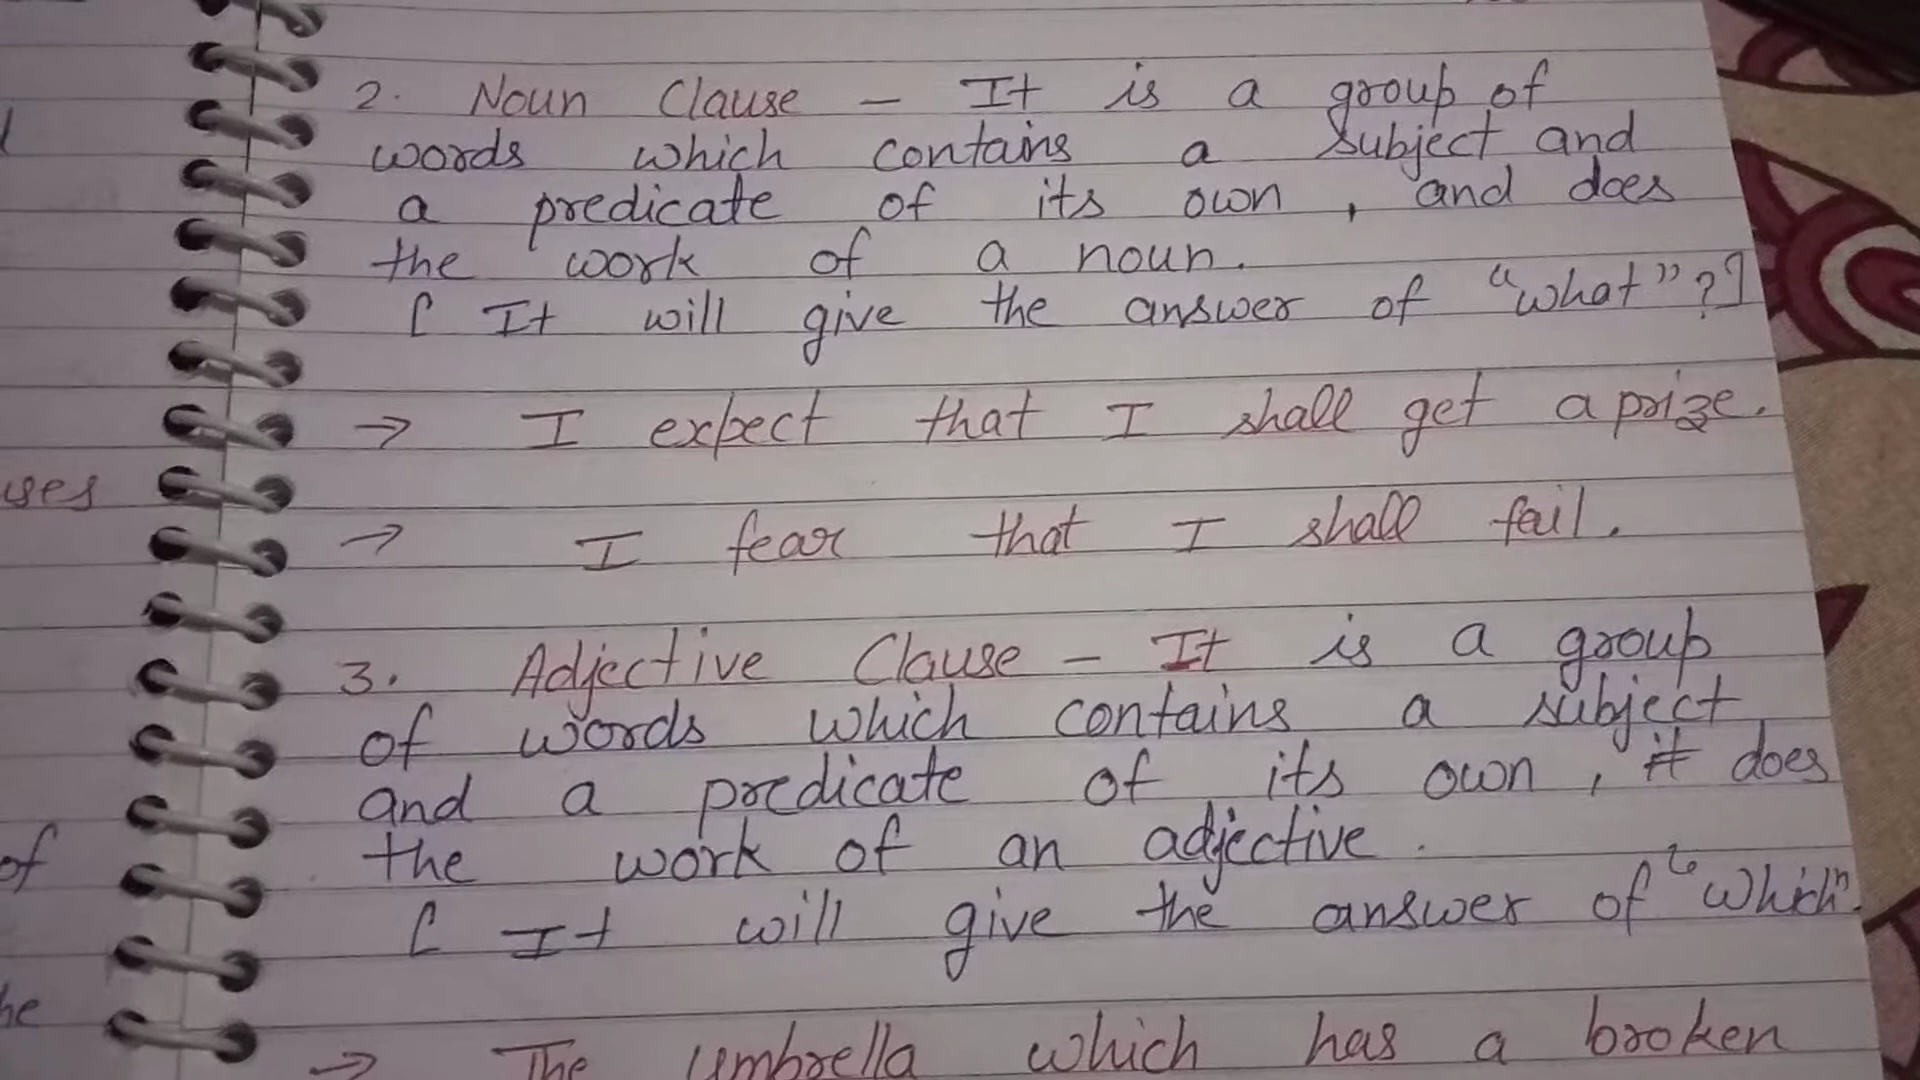 2. Noun Clause - It is a group of
words which contains a subject and
a predicate of its own, and does
the work of a noun.
[ It will give the answer of "what"?]
→ I expect that I shall get a prize.
→ I fear that I shall fail.
3. Adjective Clause - It is a group
of words which contains a subject
and a predicate of its own, it does
the work of an adjective.
[ It will give the answer of "which".
→ The umbrella which has a broken
uses
of
he